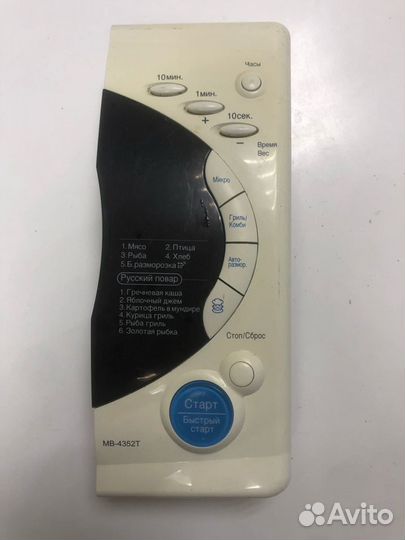 Часы
10мин.
1мин.
+
10сек.
−
Время
Вес
Микро
Гриль/
Комби
Авто-
размор.
1. Мясо 2. Птица
3. Рыба 4. Хлеб
5. Б.разморозка
Русский повар
1. Гречневая каша
2. Яблочный джем
3. Картофель в мундире
4. Курица гриль
5. Рыба гриль
6. Золотая рыбка
Стоп/Сброс
Старт
Быстрый
старт
MB-4352T
Avito